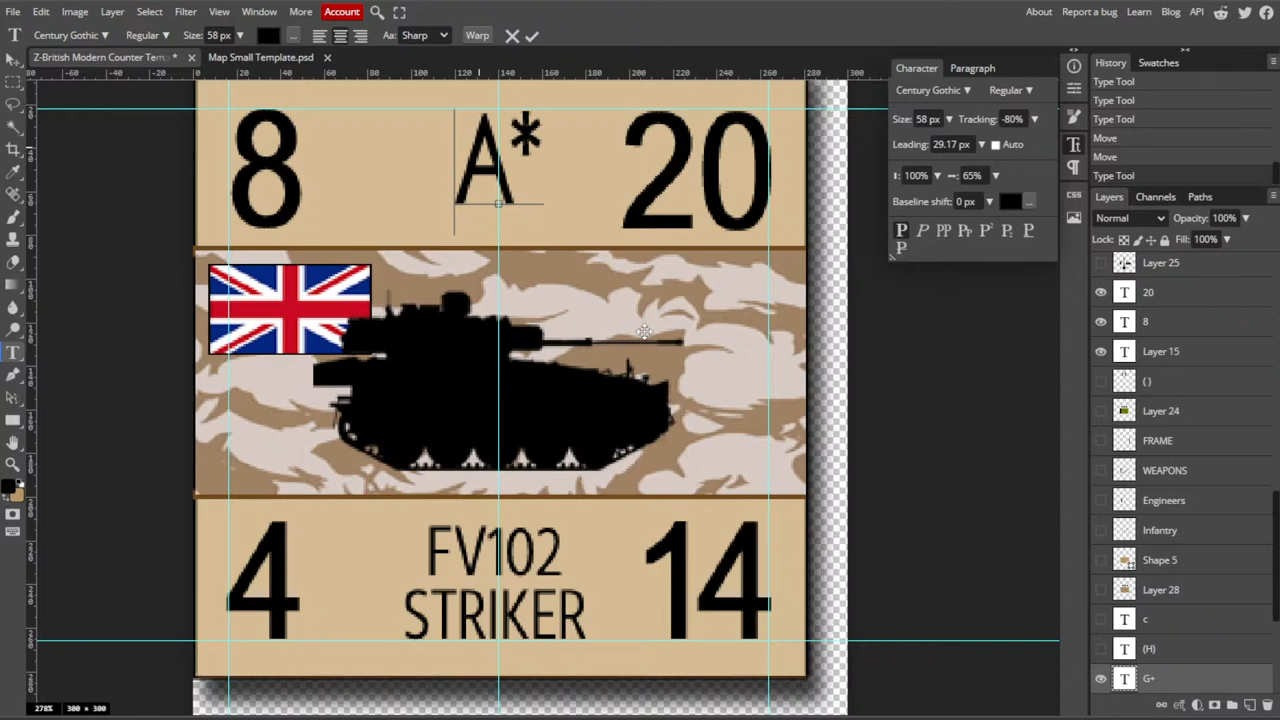 File Edit Image Layer Select Filter View Window More Account
About Report a bug Learn Blog API
Century Gothic Regular Size: 58 px ... Aa: Sharp Warp
Z-British Modern Counter Temp * Map Small Template.psd
Character Paragraph
Century Gothic Regular
Size: 58 px Tracking: -80%
Leading: 29.17 px Auto
100% 65%
Baseline shift: 0 px ...
History Swatches
Type Tool
Type Tool
Type Tool
Move
Move
Type Tool
CSS
Layers Channels Paths
Normal Opacity: 100%
Lock: Fill: 100%
Layer 25
20
8
Layer 15
( )
Layer 24
FRAME
WEAPONS
Engineers
Infantry
Shape 5
Layer 28
c
(H)
G+
8 A* 20
4 FV102 14
STRIKER
278% 300 × 300